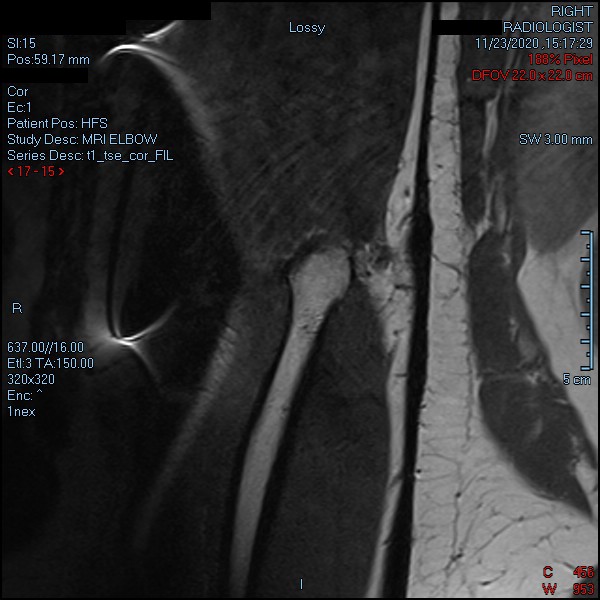 SI:15
Pos:59.17 mm
Cor
Ec:1
Patient Pos: HFS
Study Desc: MRI ELBOW
Series Desc: t1_tse_cor_FIL
< 17 - 15 >
Lossy
RIGHT
RADIOLOGIST
11/23/2020 ,15:17:29
188% Pixel
DFOV 22.0 x 22.0 cm
SW 3.00 mm
R
637.00//16.00
Etl:3 TA:150.00
320x320
Enc: ^
1nex
5 cm
I
C 456
W 953